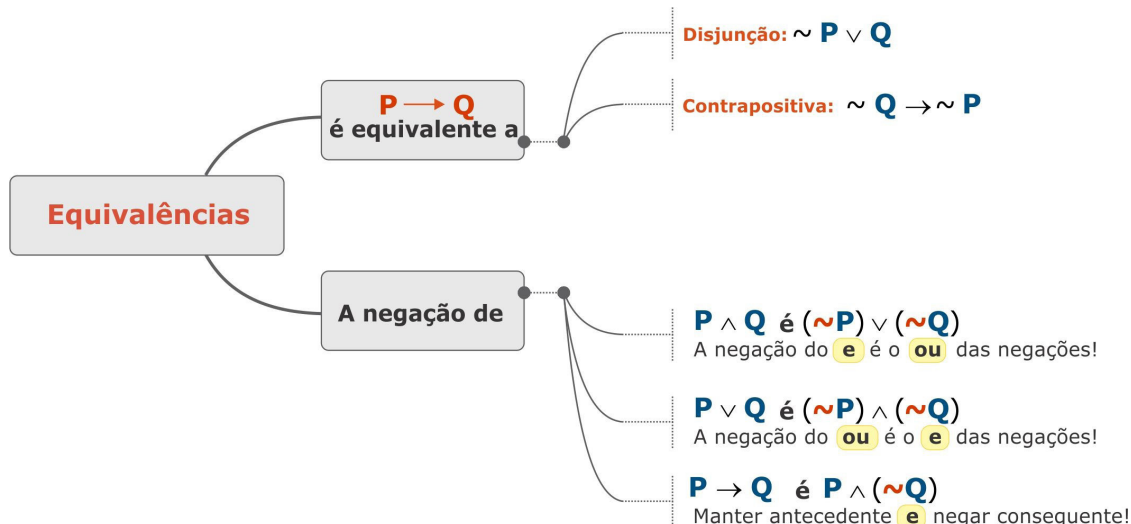 Equivalências
P → Q
é equivalente a
Disjunção: ~ P ∨ Q
Contrapositiva: ~ Q → ~ P
A negação de
P ∧ Q é (~P) ∨ (~Q)
A negação do e é o ou das negações!
P ∨ Q é (~P) ∧ (~Q)
A negação do ou é o e das negações!
P → Q é P ∧ (~Q)
Manter antecedente e negar consequente!